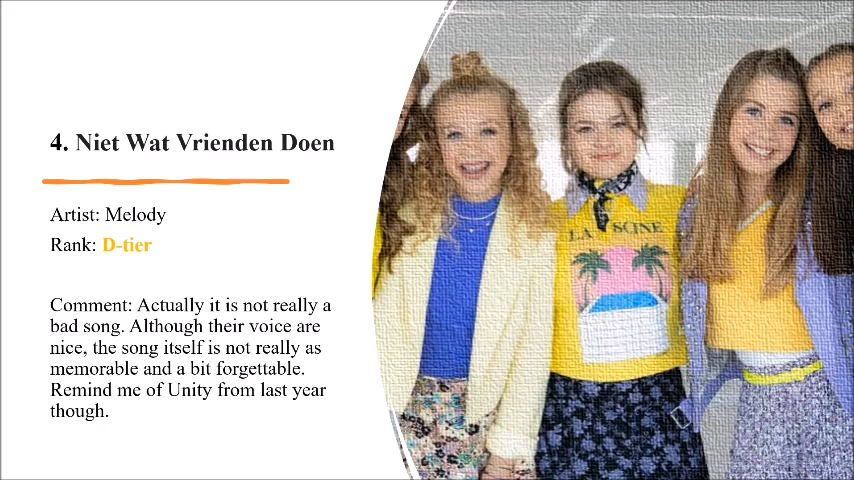 4. Niet Wat Vrienden Doen
Artist: Melody
Rank: D-tier
Comment: Actually it is not really a
bad song. Although their voice are
nice, the song itself is not really as
memorable and a bit forgettable.
Remind me of Unity from last year
though.
LA SCINE